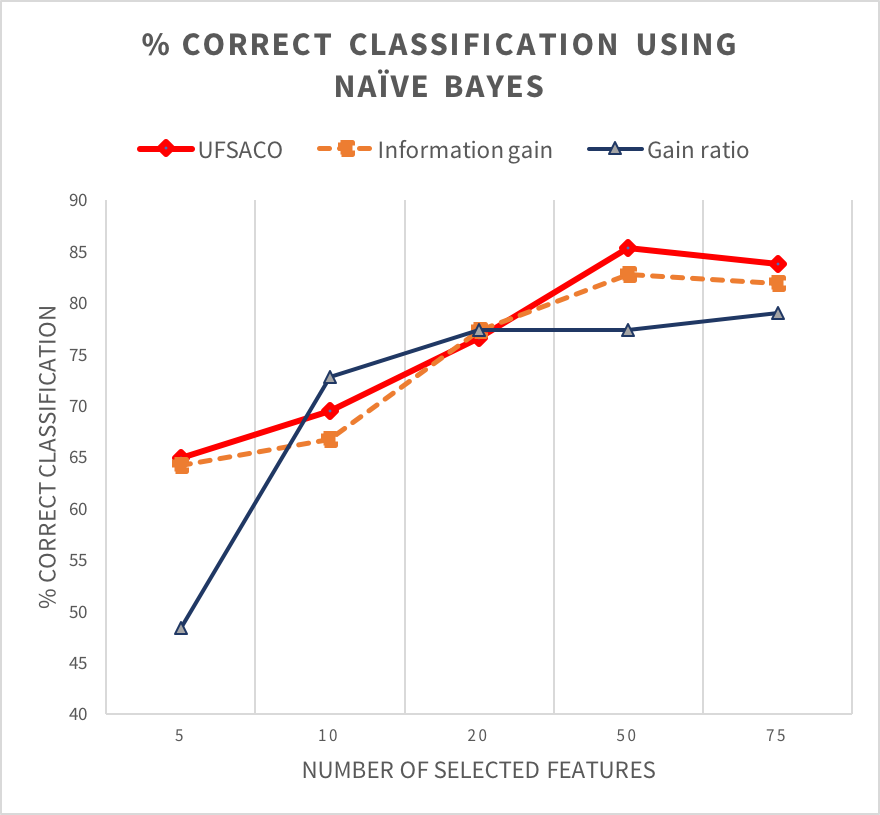 % CORRECT CLASSIFICATION USING
NAÏVE BAYES
UFSACO Information gain Gain ratio
90
85
80
75
70
65
60
55
50
45
40
% CORRECT CLASSIFICATION
5 10 20 50 75
NUMBER OF SELECTED FEATURES